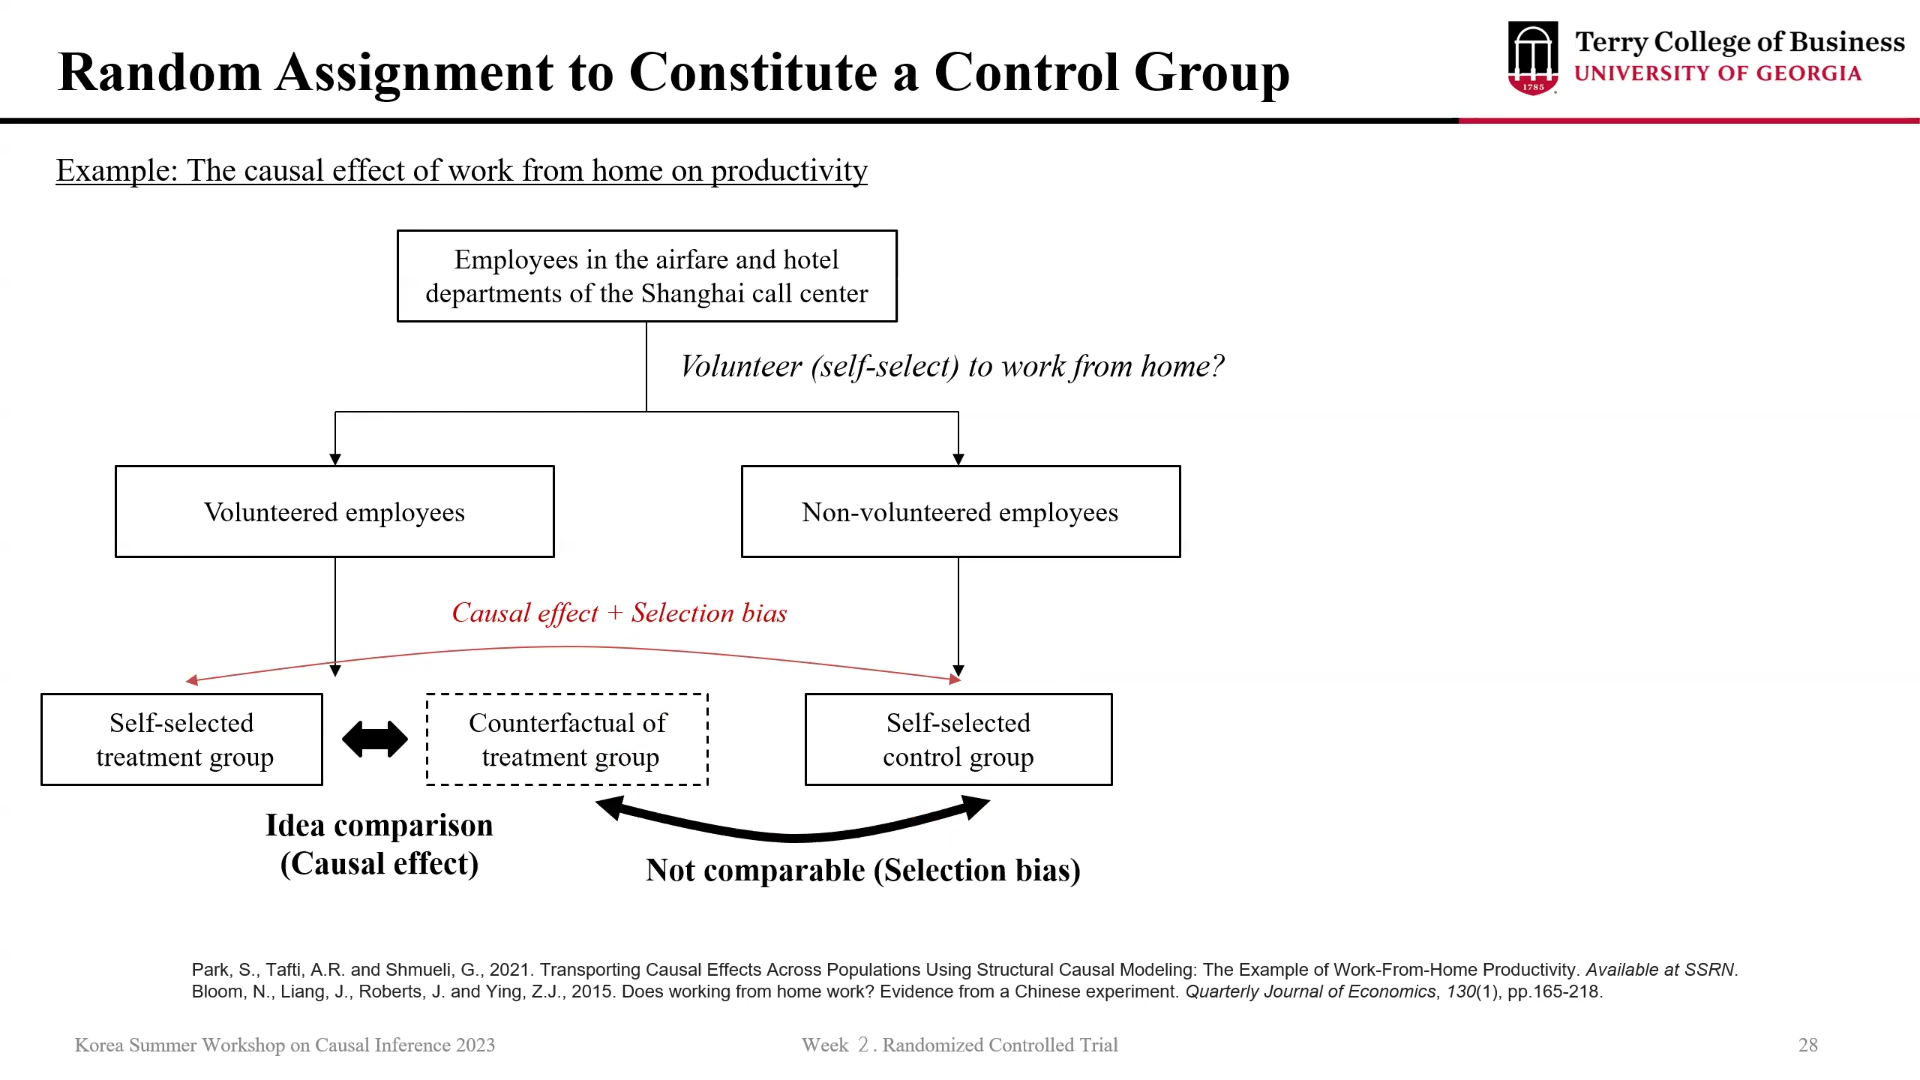 Random Assignment to Constitute a Control Group
Terry College of Business
UNIVERSITY OF GEORGIA
1785
Example: The causal effect of work from home on productivity
Employees in the airfare and hotel
departments of the Shanghai call center
Volunteer (self-select) to work from home?
Volunteered employees
Non-volunteered employees
Causal effect + Selection bias
Self-selected
treatment group
Counterfactual of
treatment group
Self-selected
control group
Idea comparison
(Causal effect)
Not comparable (Selection bias)
Park, S., Tafti, A.R. and Shmueli, G., 2021. Transporting Causal Effects Across Populations Using Structural Causal Modeling: The Example of Work-From-Home Productivity. Available at SSRN.
Bloom, N., Liang, J., Roberts, J. and Ying, Z.J., 2015. Does working from home work? Evidence from a Chinese experiment. Quarterly Journal of Economics, 130(1), pp.165-218.
Korea Summer Workshop on Causal Inference 2023
Week 2. Randomized Controlled Trial
28